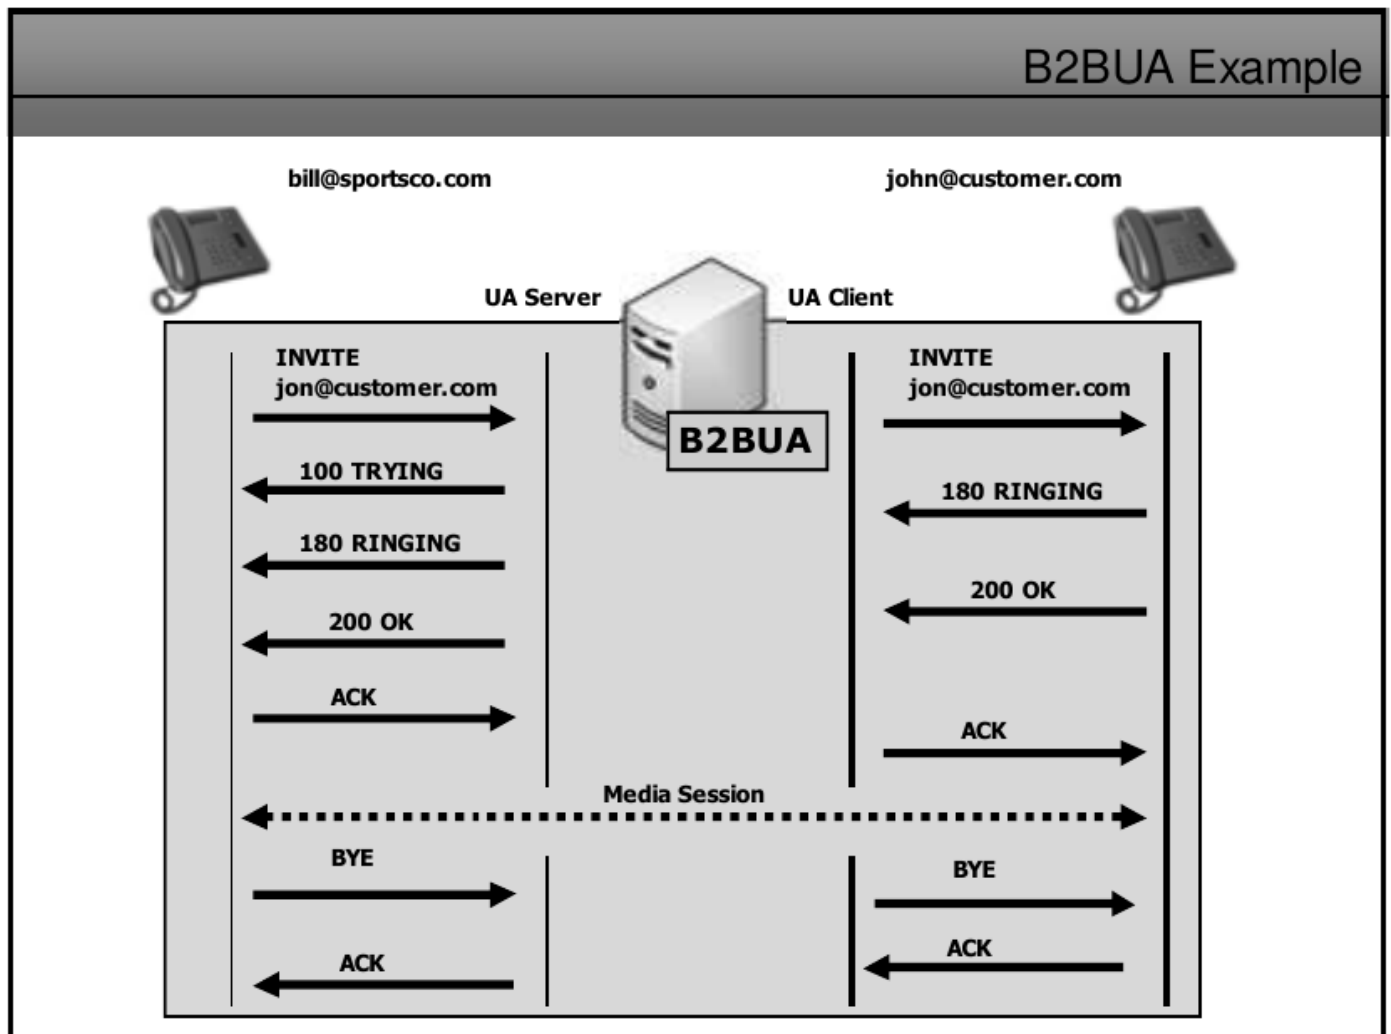 B2BUA Example
bill@sportsco.com
john@customer.com
UA Server
UA Client
B2BUA
INVITE
jon@customer.com
100 TRYING
180 RINGING
200 OK
ACK
INVITE
jon@customer.com
180 RINGING
200 OK
ACK
Media Session
BYE
ACK
BYE
ACK